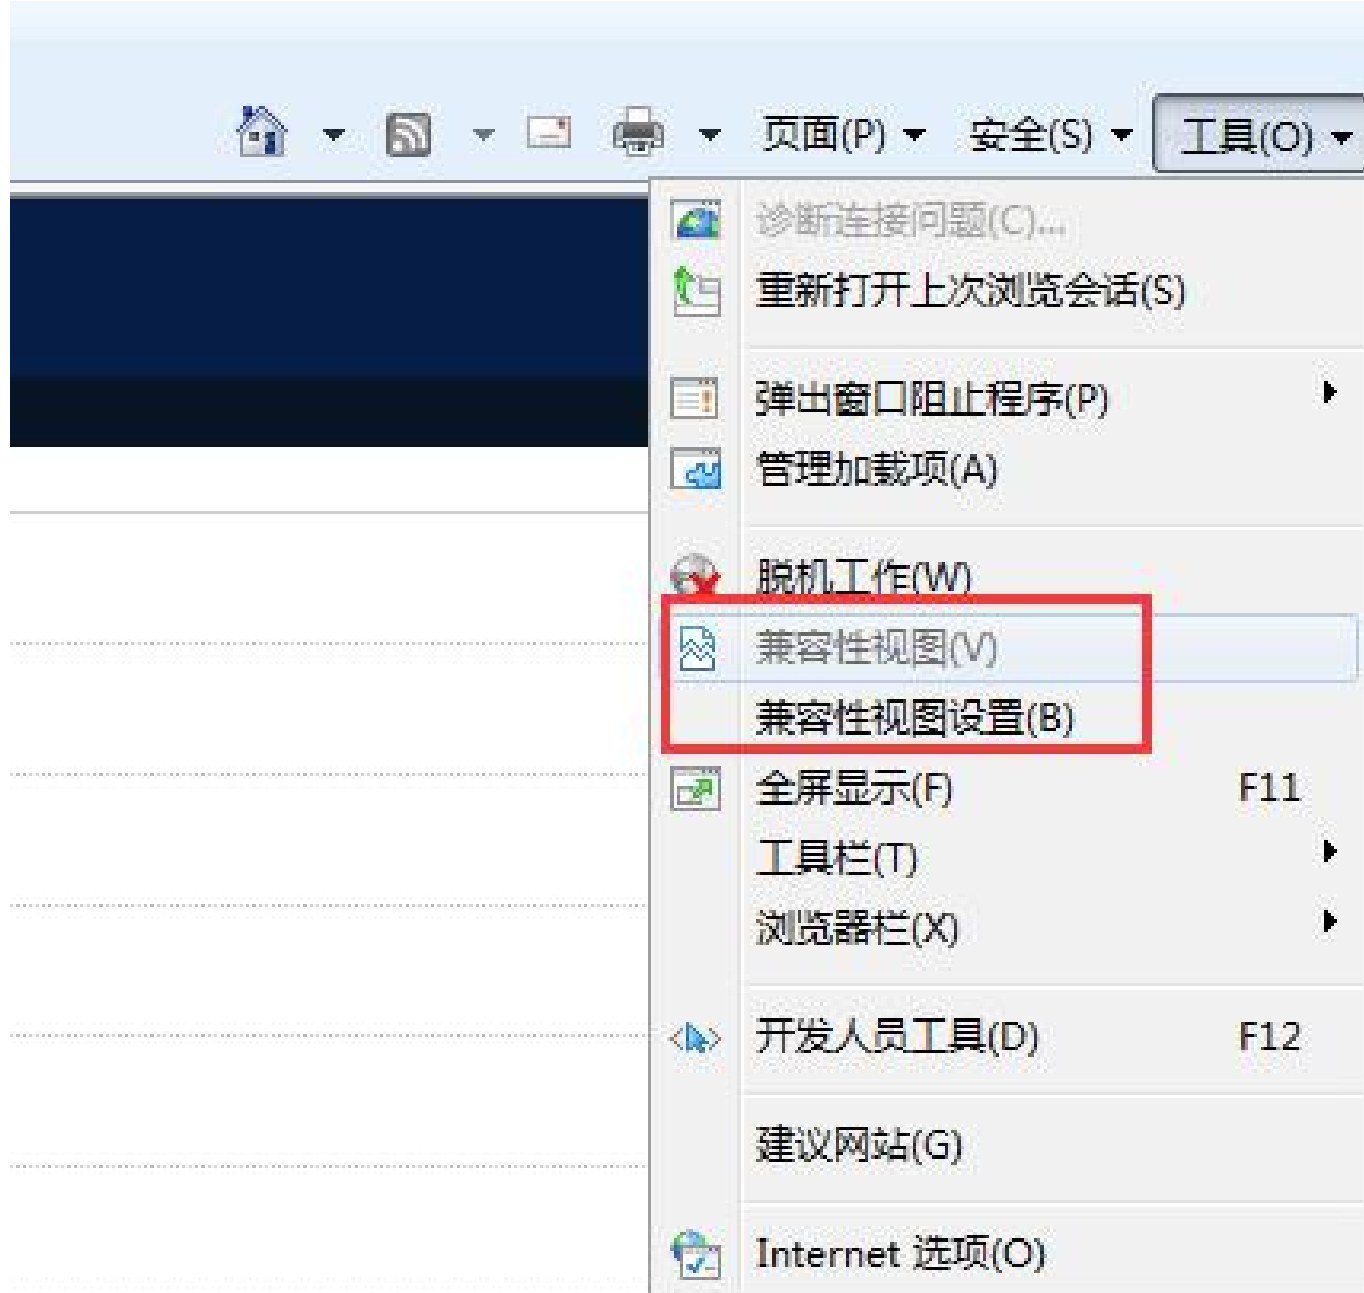 页面(P) 安全(S) 工具(O)
诊断连接问题(C)...
重新打开上次浏览会话(S)
弹出窗口阻止程序(P)
管理加载项(A)
脱机工作(W)
兼容性视图(V)
兼容性视图设置(B)
全屏显示(F) F11
工具栏(T)
浏览器栏(X)
开发人员工具(D) F12
建议网站(G)
Internet 选项(O)